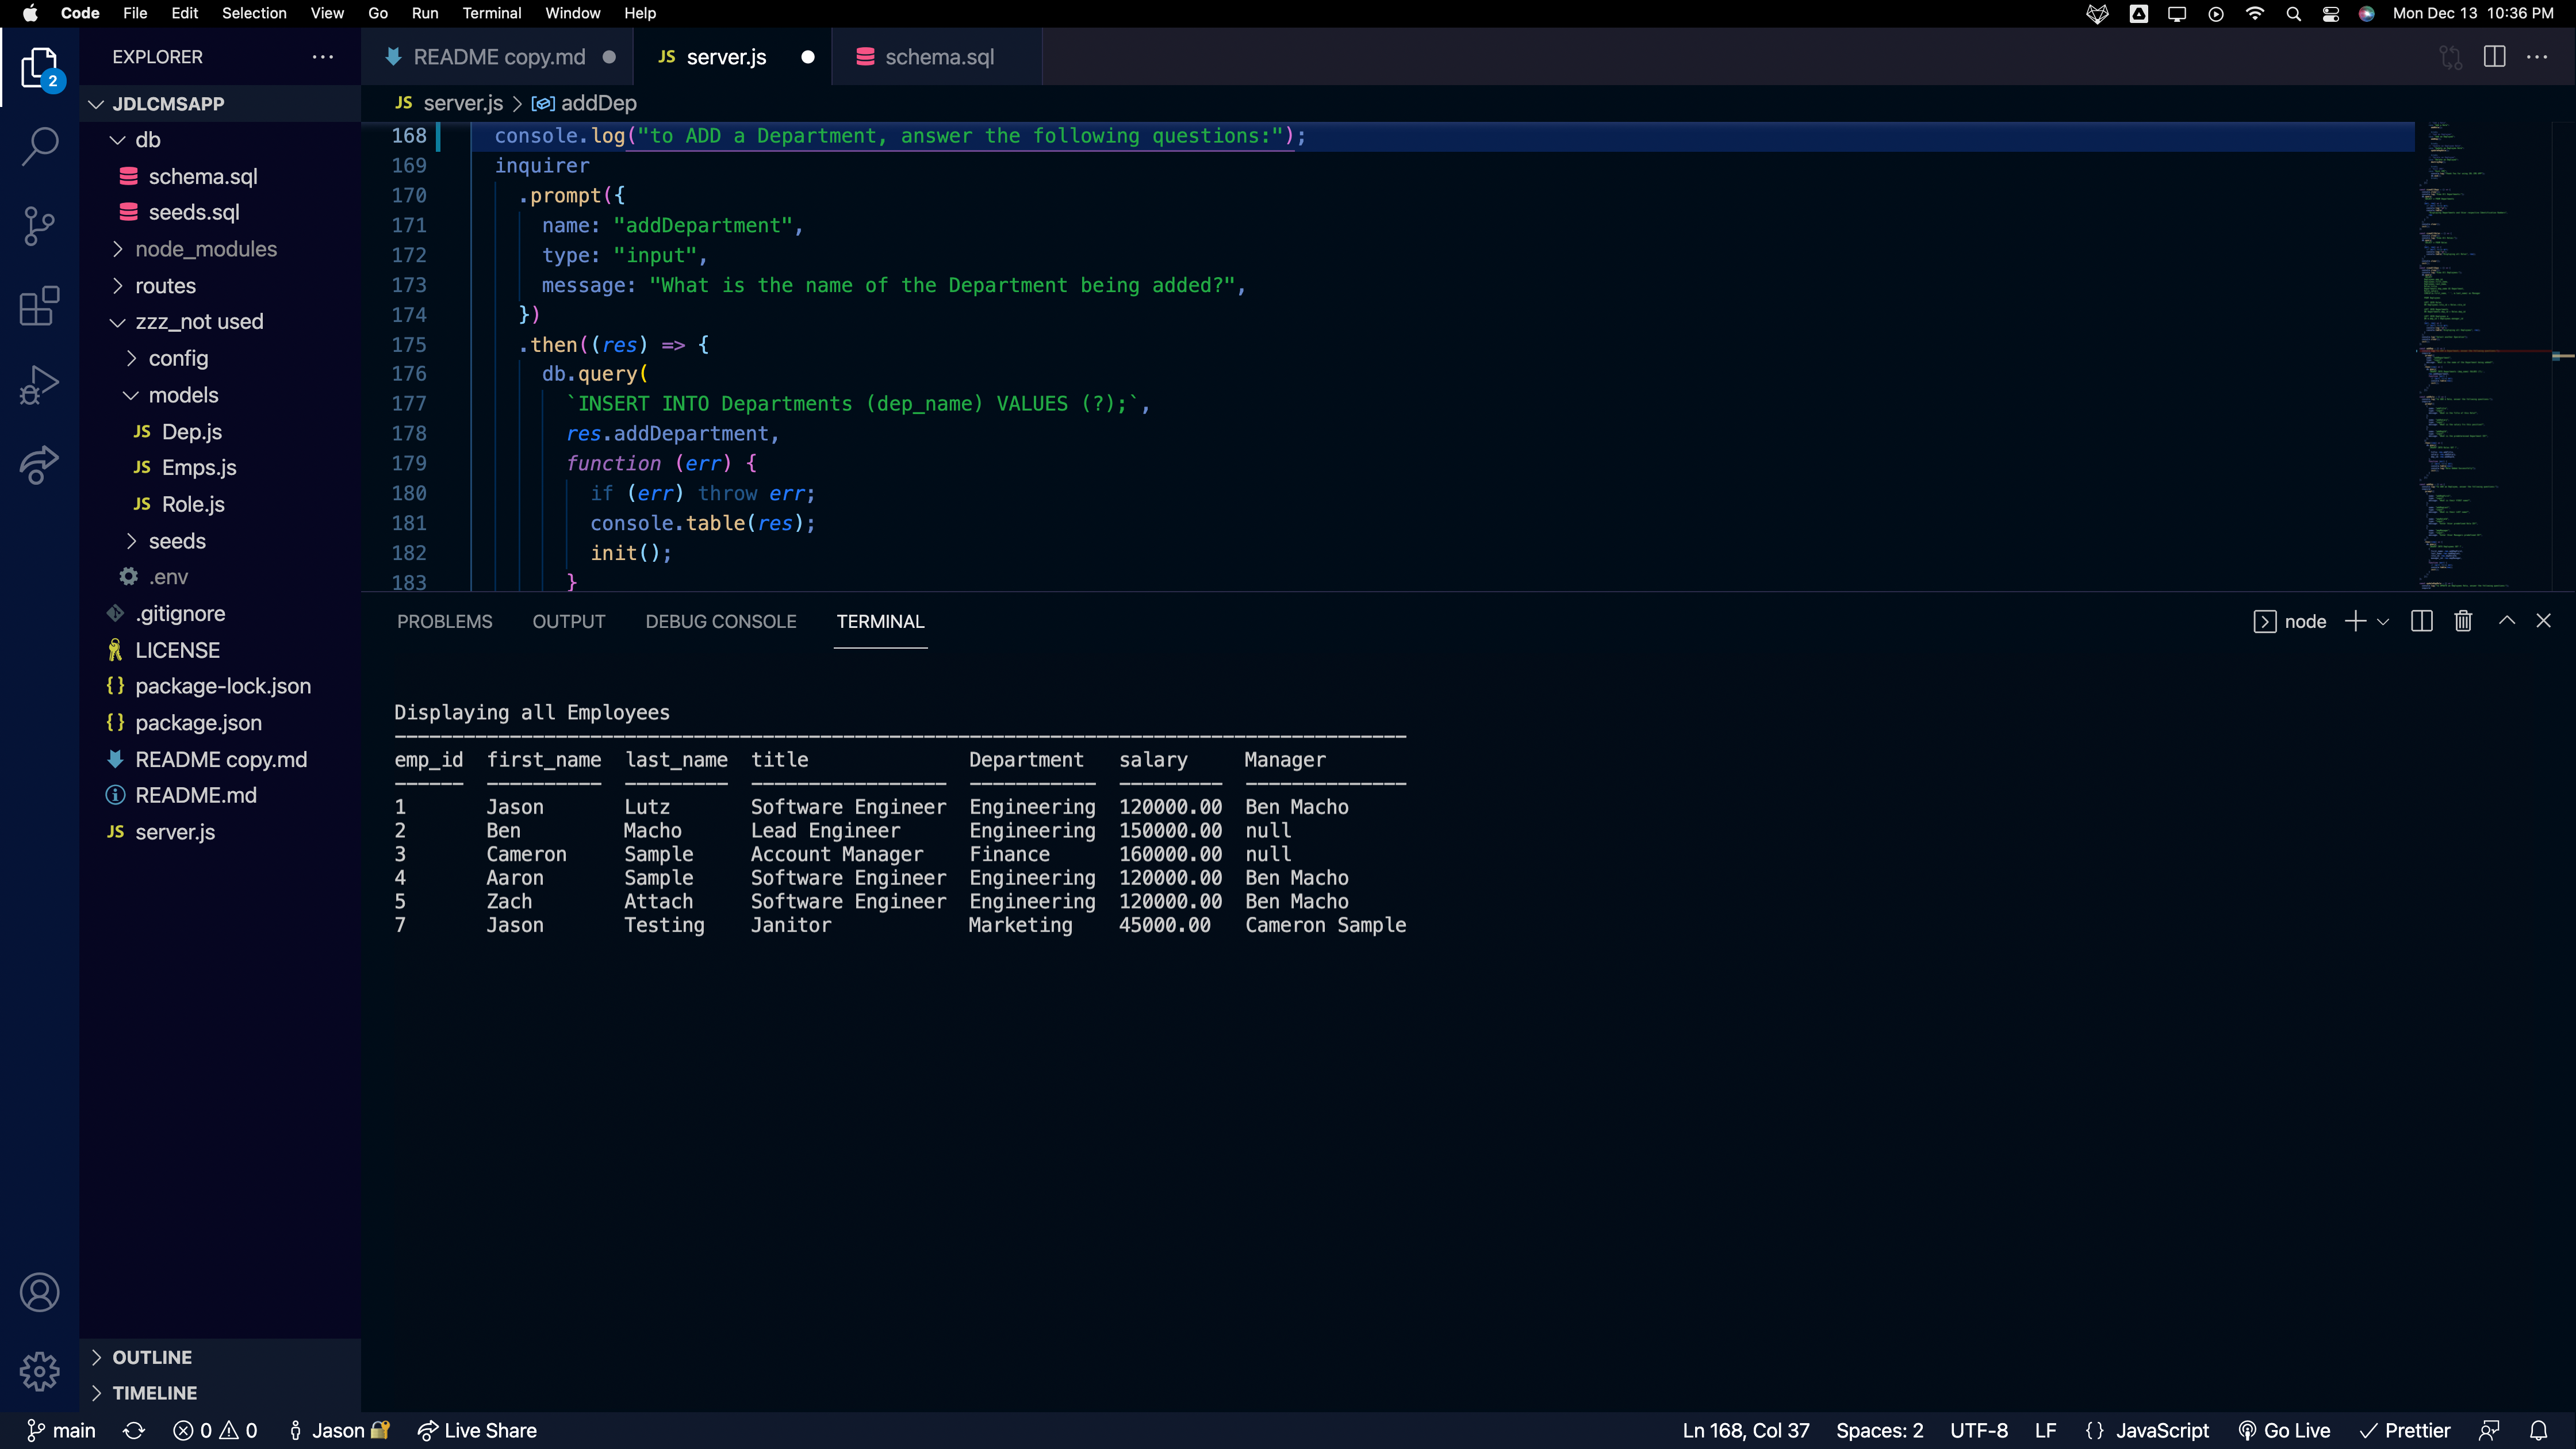 Code File Edit Selection View Go Run Terminal Window Help Mon Dec 13 10:36 PM
EXPLORER
2
JDLCMSAPP
db
schema.sql
seeds.sql
node_modules
routes
zzz_not used
config
models
JS Dep.js
JS Emps.js
JS Role.js
seeds
.env
.gitignore
LICENSE
{} package-lock.json
{} package.json
README copy.md
README.md
JS server.js
OUTLINE
TIMELINE
README copy.md JS server.js schema.sql
JS server.js > addDep
168 console.log("to ADD a Department, answer the following questions:");
169 inquirer
170 .prompt({
171 name: "addDepartment",
172 type: "input",
173 message: "What is the name of the Department being added?",
174 })
175 .then((res) => {
176 db.query(
177 `INSERT INTO Departments (dep_name) VALUES (?);`,
178 res.addDepartment,
179 function (err) {
180 if (err) throw err;
181 console.table(res);
182 init();
183 }
PROBLEMS OUTPUT DEBUG CONSOLE TERMINAL node
Displaying all Employees
emp_id first_name last_name title Department salary Manager
1 Jason Lutz Software Engineer Engineering 120000.00 Ben Macho
2 Ben Macho Lead Engineer Engineering 150000.00 null
3 Cameron Sample Account Manager Finance 160000.00 null
4 Aaron Sample Software Engineer Engineering 120000.00 Ben Macho
5 Zach Attach Software Engineer Engineering 120000.00 Ben Macho
7 Jason Testing Janitor Marketing 45000.00 Cameron Sample
main 0 0 Jason Live Share Ln 168, Col 37 Spaces: 2 UTF-8 LF {} JavaScript Go Live Prettier